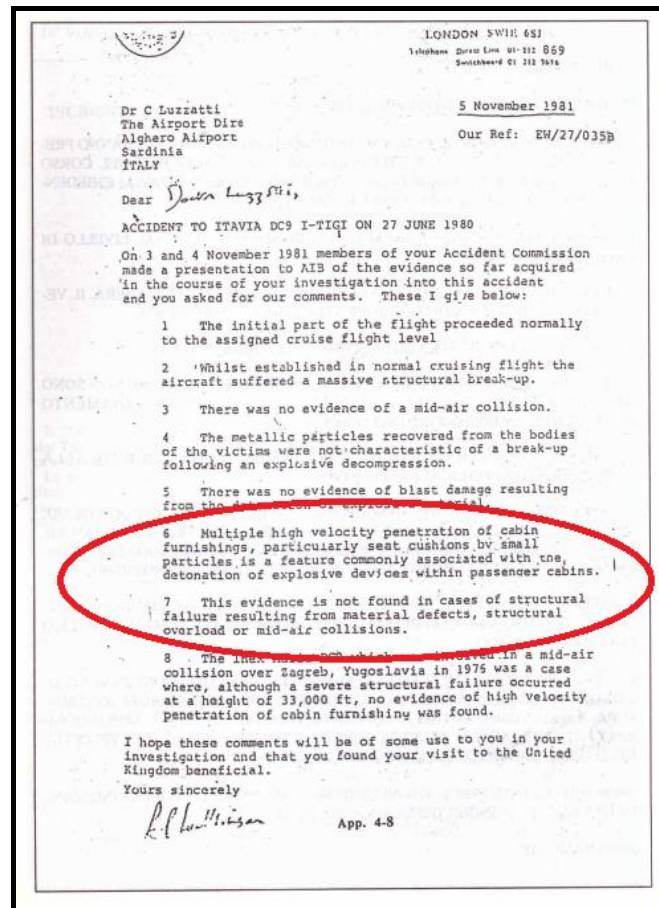 LONDON SWIE 6SJ
Telephone Direct Line 01-212 869
Switchboard 01 212 7676
5 November 1981
Dr C Luzzatti
The Airport Dire
Alghero Airport
Sardinia
ITALY
Our Ref: EW/27/035B
Dear
ACCIDENT TO ITAVIA DC9 I-TIGI ON 27 JUNE 1980
On 3 and 4 November 1981 members of your Accident Commission
made a presentation to AIB of the evidence so far acquired
in the course of your investigation into this accident
and you asked for our comments. These I give below:
1 The initial part of the flight proceeded normally
to the assigned cruise flight level
2 Whilst established in normal cruising flight the
aircraft suffered a massive structural break-up.
3 There was no evidence of a mid-air collision.
4 The metallic particles recovered from the bodies
of the victims were not characteristic of a break-up
following an explosive decompression.
5 There was no evidence of blast damage resulting
from the
6 Multiple high velocity penetration of cabin
furnishings, particularly seat cushions by small
particles is a feature commonly associated with the,
detonation of explosive devices within passenger cabins.
7 This evidence is not found in cases of structural
failure resulting from material defects, structural
overload or mid-air collisions.
8 The Inex involved in a mid-air
collision over Zagreb, Yugoslavia in 1976 was a case
where, although a severe structural failure occurred
at a height of 33,000 ft, no evidence of high velocity
penetration of cabin furnishing was found.
I hope these comments will be of some use to you in your
investigation and that you found your visit to the United
Kingdom beneficial.
Yours sincerely
App. 4-8